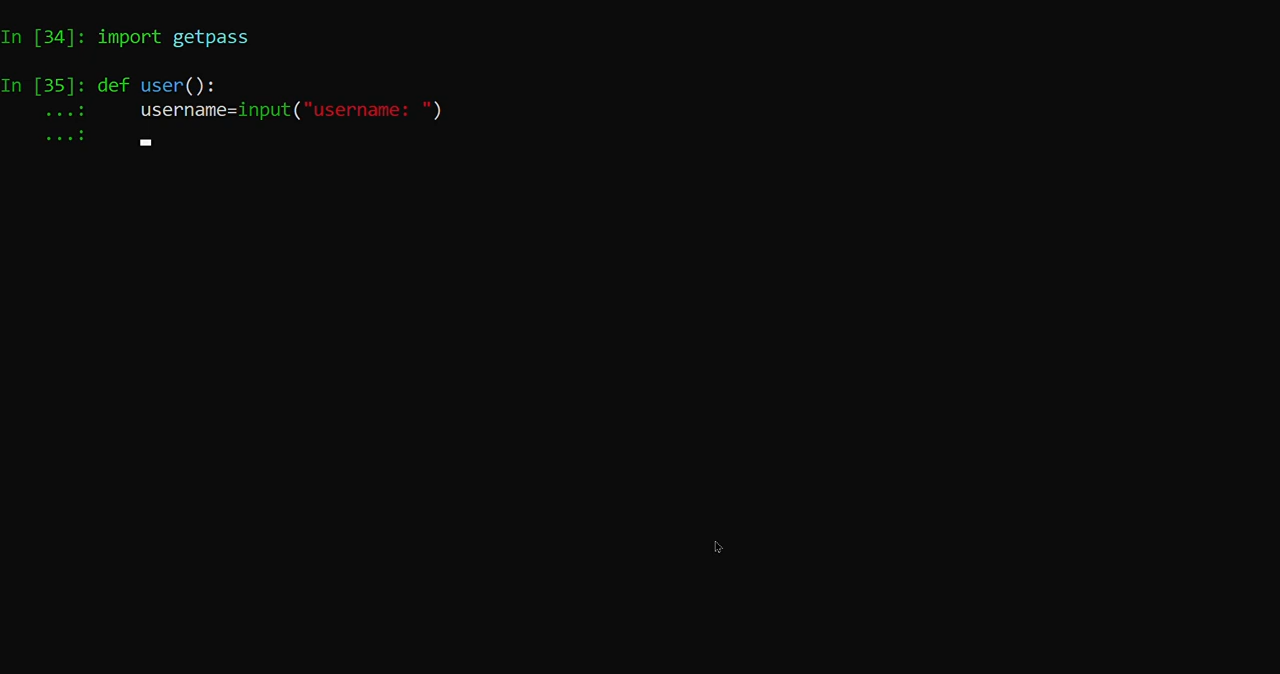 In [34]: import getpass
In [35]: def user():
    ...:     username=input("username: ")
    ...: